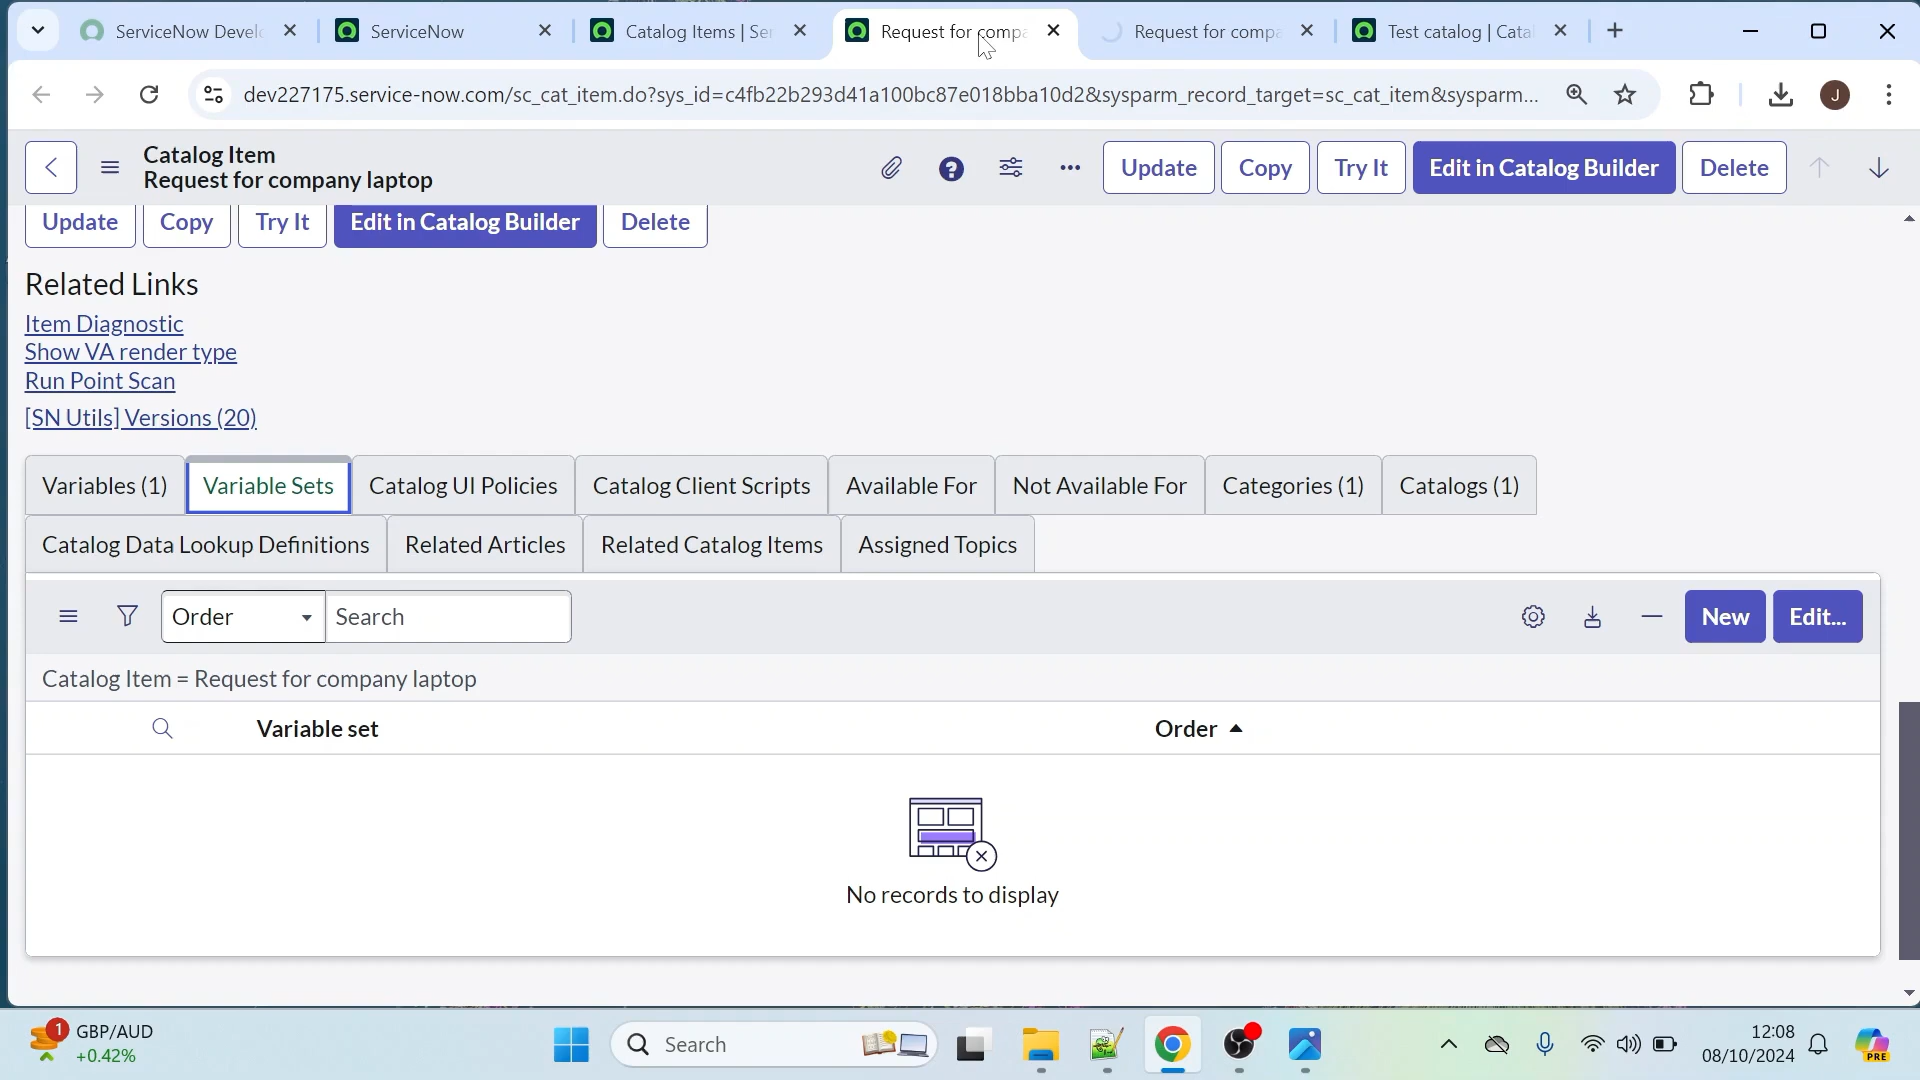 ServiceNow Devel
ServiceNow
Catalog Items | Ser
Request for compa
Request for compa
Test catalog | Cata
dev227175.service-now.com/sc_cat_item.do?sys_id=c4fb22b293d41a100bc87e018bba10d2&sysparm_record_target=sc_cat_item&sysparm...
J
Catalog Item
Request for company laptop
Update
Copy
Try It
Edit in Catalog Builder
Delete
Update
Copy
Try It
Edit in Catalog Builder
Delete
Related Links
Item Diagnostic
Show VA render type
Run Point Scan
[SN Utils] Versions (20)
Variables (1)
Variable Sets
Catalog UI Policies
Catalog Client Scripts
Available For
Not Available For
Categories (1)
Catalogs (1)
Catalog Data Lookup Definitions
Related Articles
Related Catalog Items
Assigned Topics
Order
Search
New
Edit...
Catalog Item = Request for company laptop
Variable set
Order
No records to display
1
GBP/AUD
+0.42%
Search
12:08
08/10/2024
PRE